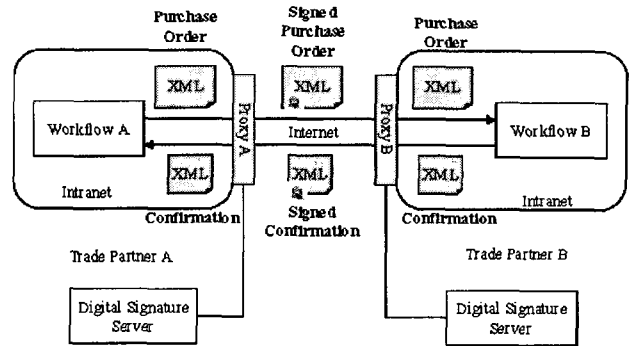 Purchase
Order
Signed
Purchase
Order
Purchase
Order
XML
XML
XML
Workflow A
Proxy A
Internet
Proxy B
Workflow B
XML
XML
XML
Intranet
Intranet
Confirmation
Signed
Confirmation
Confirmation
Trade Partner A
Trade Partner B
Digital Signature
Server
Digital Signature
Server